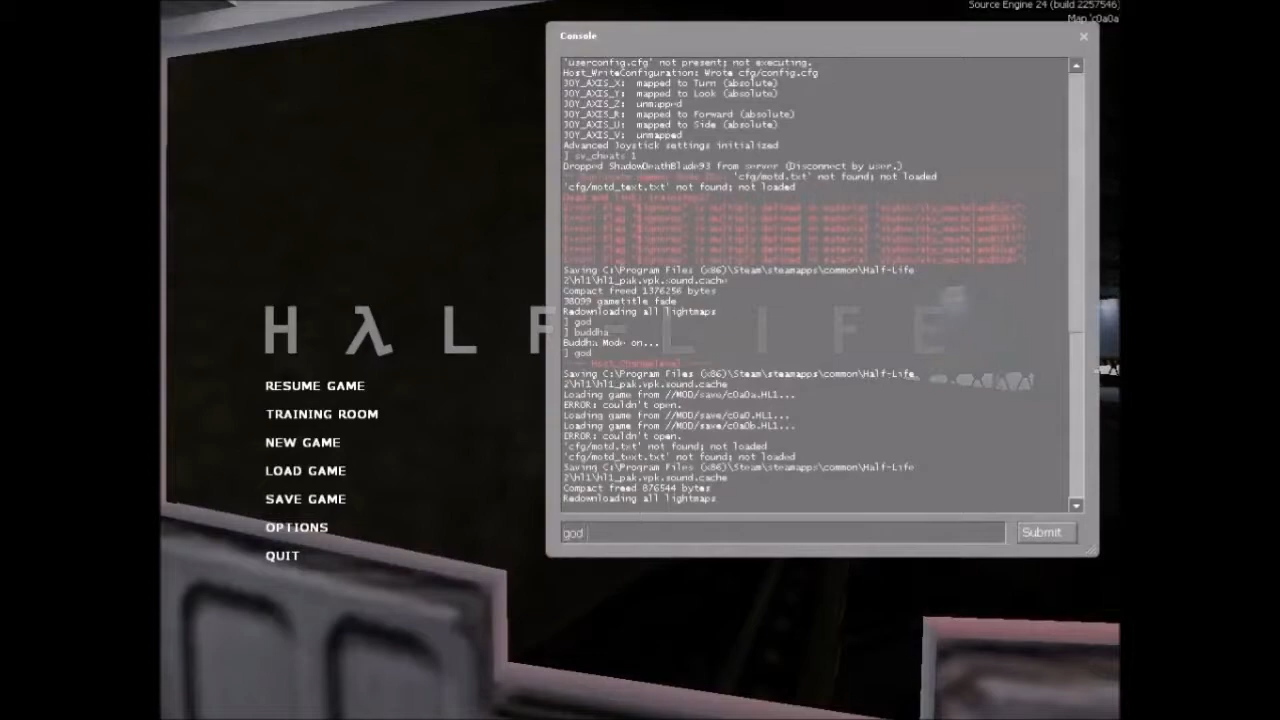 Source Engine 24 (build 2257546)
Map 'c0a0a
Console
'userconfig.cfg' not present; not executing.
Host_WriteConfiguration: Wrote cfg/config.cfg
JOY_AXIS_X:  mapped to Turn (absolute)
JOY_AXIS_Y:  mapped to Look (absolute)
JOY_AXIS_Z:  unmapped
JOY_AXIS_R:  mapped to Forward (absolute)
JOY_AXIS_U:  mapped to Side (absolute)
JOY_AXIS_V:  unmapped
Advanced Joystick settings initialized
] sv_cheats 1
Dropped ShadowDeathBlade93 from server (Disconnect by user.)
'cfg/motd.txt' not found; not loaded
'cfg/motd_text.txt' not found; not loaded
Saving C:\Program Files (x86)\Steam\steamapps\common\Half-Life
2\hl1\hl1_pak.vpk.sound.cache
Compact freed 1376256 bytes
38099 gametitle fade
Redownloading all lightmaps
] god
] buddha
Buddha Mode on...
] god
Host_Changelevel
Saving C:\Program Files (x86)\Steam\steamapps\common\Half-Life
2\hl1\hl1_pak.vpk.sound.cache
Loading game from //MOD/save/c0a0a.HL1...
ERROR: couldn't open.
Loading game from //MOD/save/c0a0.HL1...
Loading game from //MOD/save/c0a0b.HL1...
ERROR: couldn't open.
'cfg/motd.txt' not found; not loaded
'cfg/motd_text.txt' not found; not loaded
Saving C:\Program Files (x86)\Steam\steamapps\common\Half-Life
2\hl1\hl1_pak.vpk.sound.cache
Compact freed 876544 bytes
Redownloading all lightmaps
god
Submit
HλLF-LIFE
RESUME GAME
TRAINING ROOM
NEW GAME
LOAD GAME
SAVE GAME
OPTIONS
QUIT